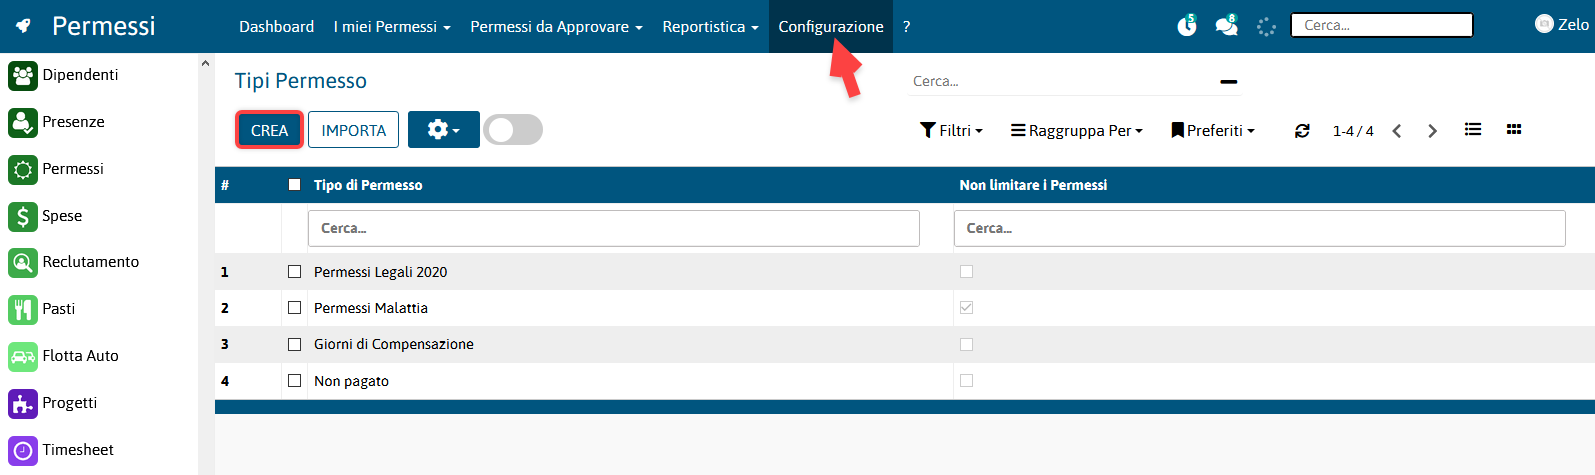 Permessi
Dashboard
I miei Permessi
Permessi da Approvare
Reportistica
Configurazione
?
5
8
Cerca...
Zelo
Dipendenti
Presenze
Permessi
Spese
Reclutamento
Pasti
Flotta Auto
Progetti
Timesheet
Tipi Permesso
Cerca...
CREA
IMPORTA
Filtri
Raggruppa Per
Preferiti
1-4 / 4
# Tipo di Permesso Non limitare i Permessi
Cerca... Cerca...
1 Permessi Legali 2020
2 Permessi Malattia
3 Giorni di Compensazione
4 Non pagato